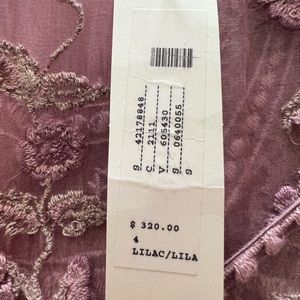 S 42178848
C 2111
V 605430
S 0640055
S
$ 320.00
4
LILAC/LILA